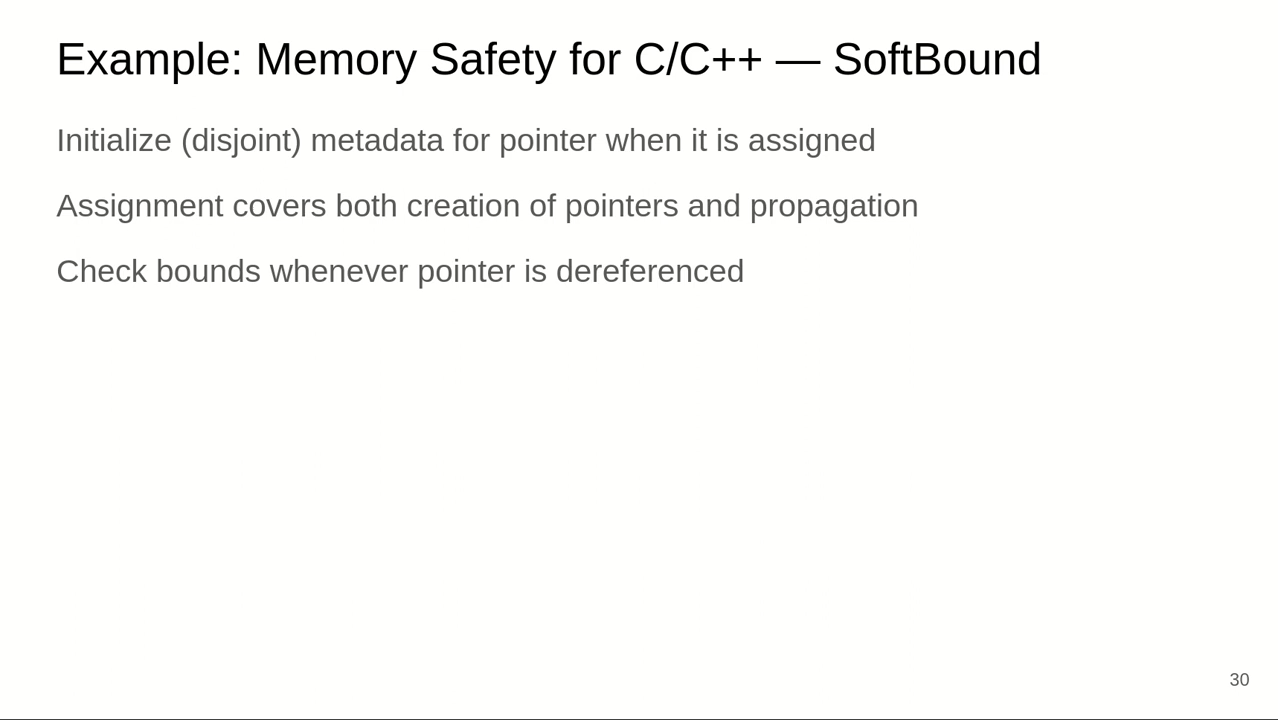 Example: Memory Safety for C/C++ — SoftBound
Initialize (disjoint) metadata for pointer when it is assigned
Assignment covers both creation of pointers and propagation
Check bounds whenever pointer is dereferenced
30